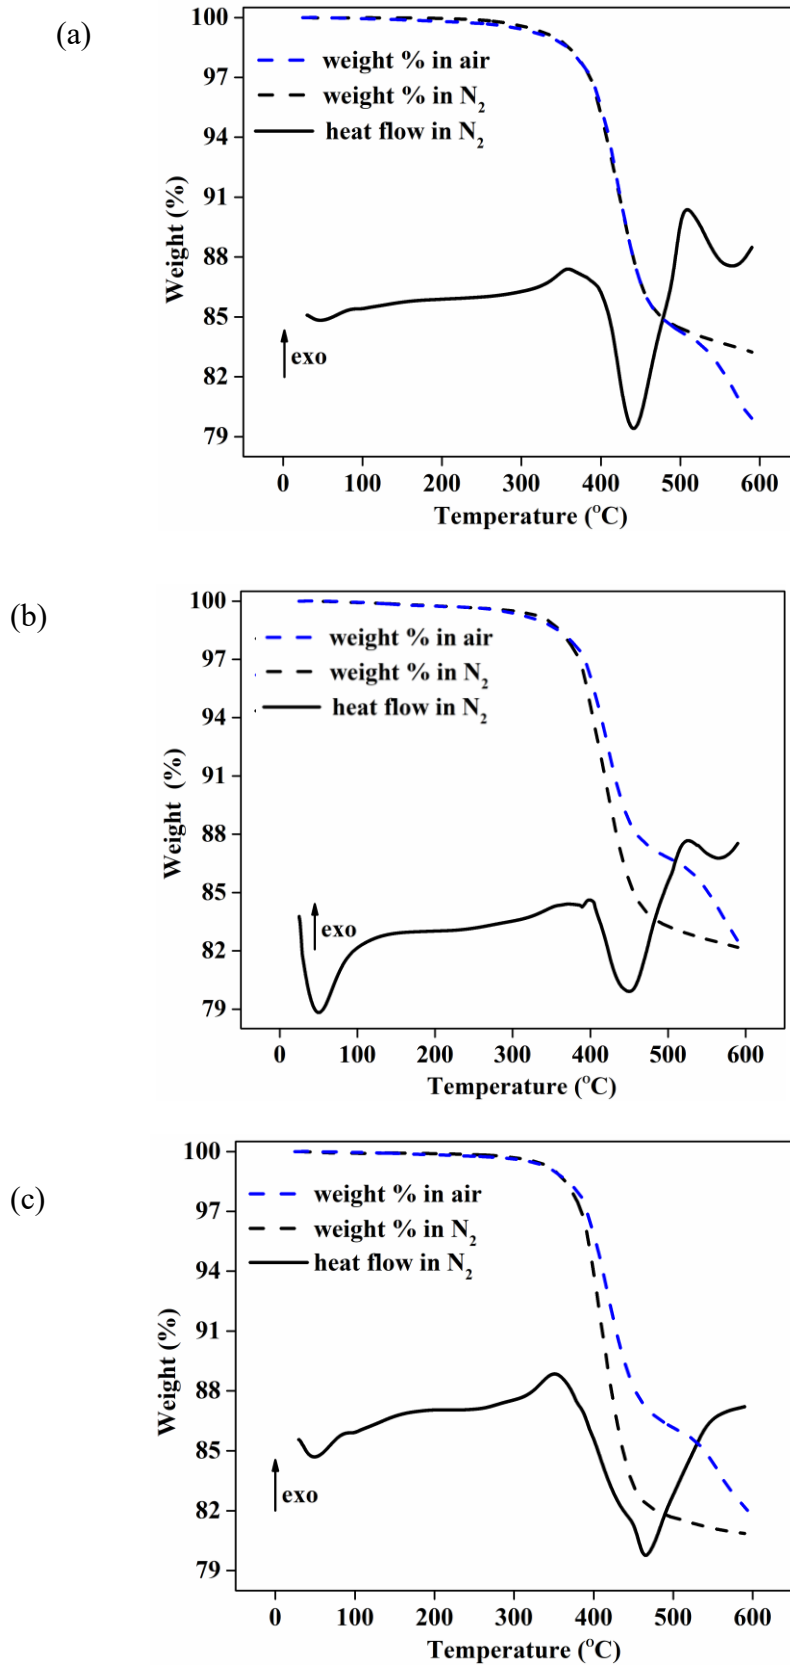 (a)
100
97
94
91
88
85
82
79
Weight (%)
weight % in air
weight % in N2
heat flow in N2
exo
0 100 200 300 400 500 600
Temperature (oC)
(b)
100
97
94
91
88
85
82
79
Weight (%)
weight % in air
weight % in N2
heat flow in N2
exo
0 100 200 300 400 500 600
Temperature (oC)
(c)
100
97
94
91
88
85
82
79
Weight (%)
weight % in air
weight % in N2
heat flow in N2
exo
0 100 200 300 400 500 600
Temperature (oC)